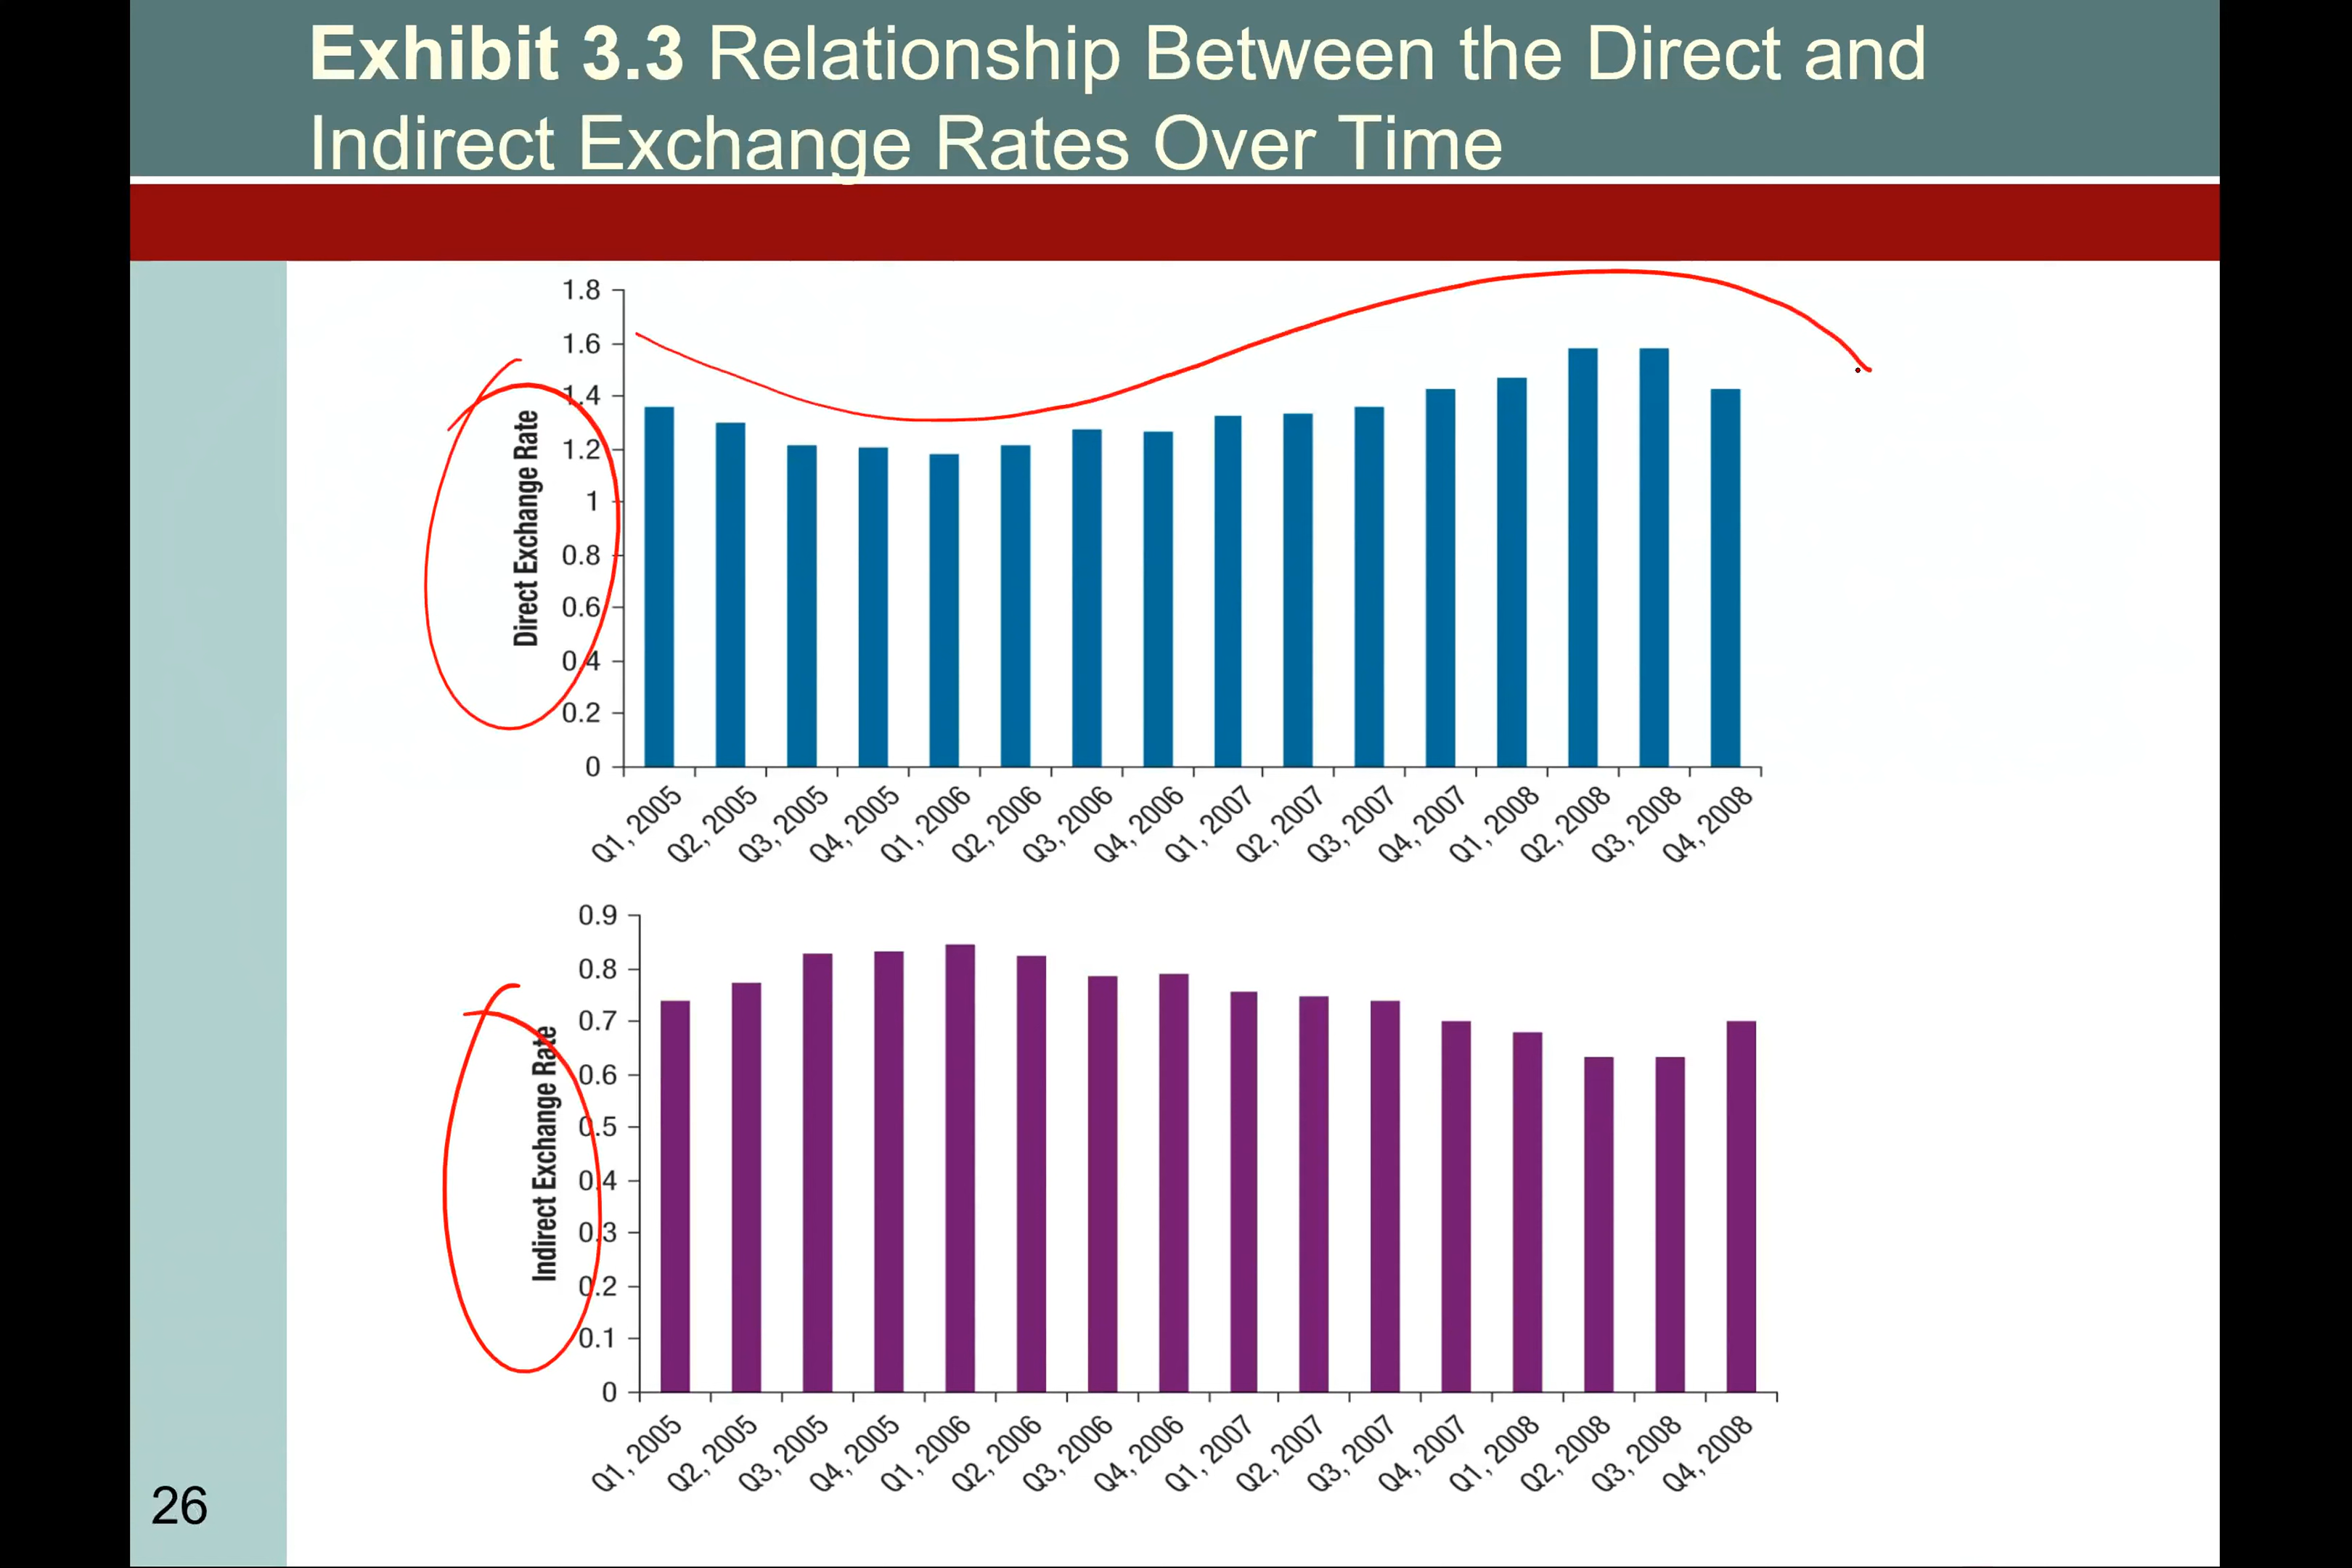 Exhibit 3.3 Relationship Between the Direct and
Indirect Exchange Rates Over Time
Direct Exchange Rate
1.8
1.6
1.4
1.2
1
0.8
0.6
0.4
0.2
0
Q1, 2005
Q2, 2005
Q3, 2005
Q4, 2005
Q1, 2006
Q2, 2006
Q3, 2006
Q4, 2006
Q1, 2007
Q2, 2007
Q3, 2007
Q4, 2007
Q1, 2008
Q2, 2008
Q3, 2008
Q4, 2008
Indirect Exchange Rate
0.9
0.8
0.7
0.6
0.5
0.4
0.3
0.2
0.1
0
Q1, 2005
Q2, 2005
Q3, 2005
Q4, 2005
Q1, 2006
Q2, 2006
Q3, 2006
Q4, 2006
Q1, 2007
Q2, 2007
Q3, 2007
Q4, 2007
Q1, 2008
Q2, 2008
Q3, 2008
Q4, 2008
26